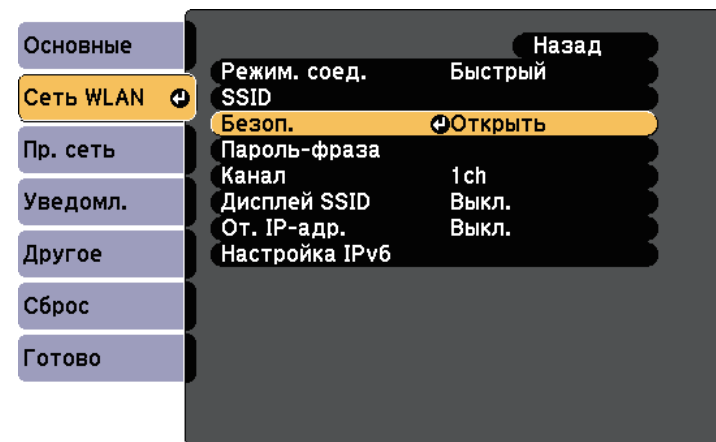 Основные
Сеть WLAN
Пр. сеть
Уведомл.
Другое
Сброс
Готово
Назад
Режим. соед. Быстрый
SSID
Безоп. Открыть
Пароль-фраза
Канал 1ch
Дисплей SSID Выкл.
От. IP-адр. Выкл.
Настройка IPv6